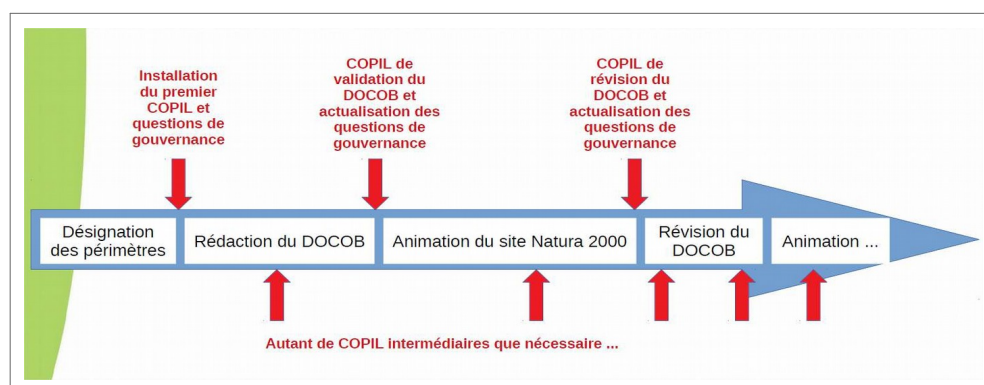 Installation
du premier
COPIL et
questions de
gouvernance
COPIL de
validation du
DOCOB et
actualisation des
questions de
gouvernance
COPIL de
révision du
DOCOB et
actualisation des
questions de
gouvernance
Désignation
des périmètres
Rédaction du DOCOB
Animation du site Natura 2000
Révision du
DOCOB
Animation ...
Autant de COPIL intermédiaires que nécessaire ...